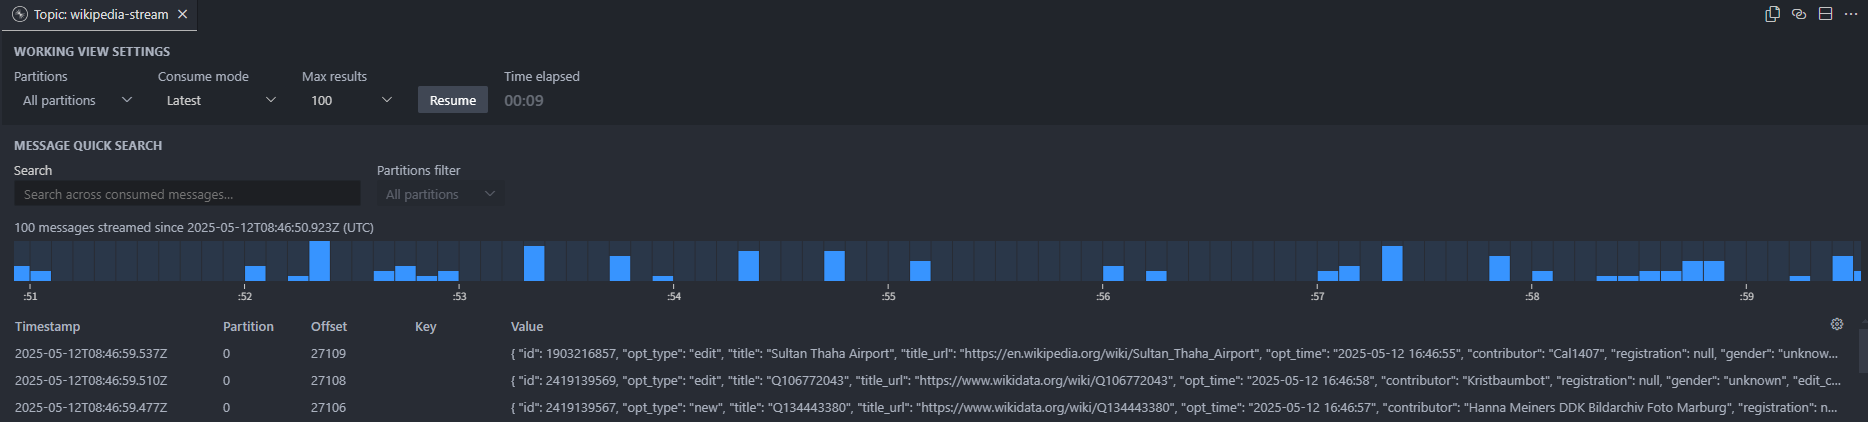 Topic: wikipedia-stream
WORKING VIEW SETTINGS
Partitions Consume mode Max results Time elapsed
All partitions Latest 100 Resume 00:09
MESSAGE QUICK SEARCH
Search Partitions filter
Search across consumed messages... All partitions
100 messages streamed since 2025-05-12T08:46:50.923Z (UTC)
:51 :52 :53 :54 :55 :56 :57 :58 :59
Timestamp Partition Offset Key Value
2025-05-12T08:46:59.537Z 0 27109 { "id": 1903216857, "opt_type": "edit", "title": "Sultan Thaha Airport", "title_url": "https://en.wikipedia.org/wiki/Sultan_Thaha_Airport", "opt_time": "2025-05-12 16:46:55", "contributor": "Cal1407", "registration": null, "gender": "unknow...
2025-05-12T08:46:59.510Z 0 27108 { "id": 2419139569, "opt_type": "edit", "title": "Q106772043", "title_url": "https://www.wikidata.org/wiki/Q106772043", "opt_time": "2025-05-12 16:46:58", "contributor": "Kristbaumbot", "registration": null, "gender": "unknown", "edit_c...
2025-05-12T08:46:59.477Z 0 27106 { "id": 2419139567, "opt_type": "new", "title": "Q134443380", "title_url": "https://www.wikidata.org/wiki/Q134443380", "opt_time": "2025-05-12 16:46:57", "contributor": "Hanna Meiners DDK Bildarchiv Foto Marburg", "registration": n...